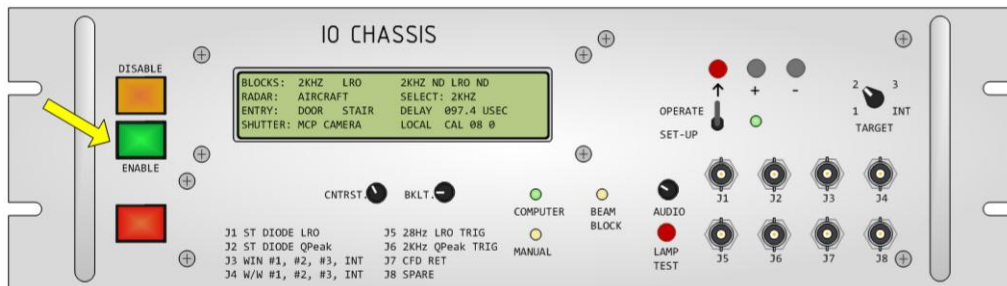 IO CHASSIS
DISABLE
ENABLE
BLOCKS: 2KHZ LRO 2KHZ ND LRO ND
RADAR: AIRCRAFT SELECT: 2KHZ
ENTRY: DOOR STAIR DELAY 097.4 USEC
SHUTTER: MCP CAMERA LOCAL CAL 08 0
CNTRST.
BKLT.
COMPUTER
MANUAL
BEAM
BLOCK
J1 ST DIODE LRO
J2 ST DIODE QPeak
J3 WIN #1, #2, #3, INT
J4 W/W #1, #2, #3, INT
J5 28Hz LRO TRIG
J6 2KHz QPeak TRIG
J7 CFD RET
J8 SPARE
↑ + -
OPERATE
SET-UP
2 3
1 INT
TARGET
AUDIO
LAMP
TEST
J1 J2 J3 J4
J5 J6 J7 J8